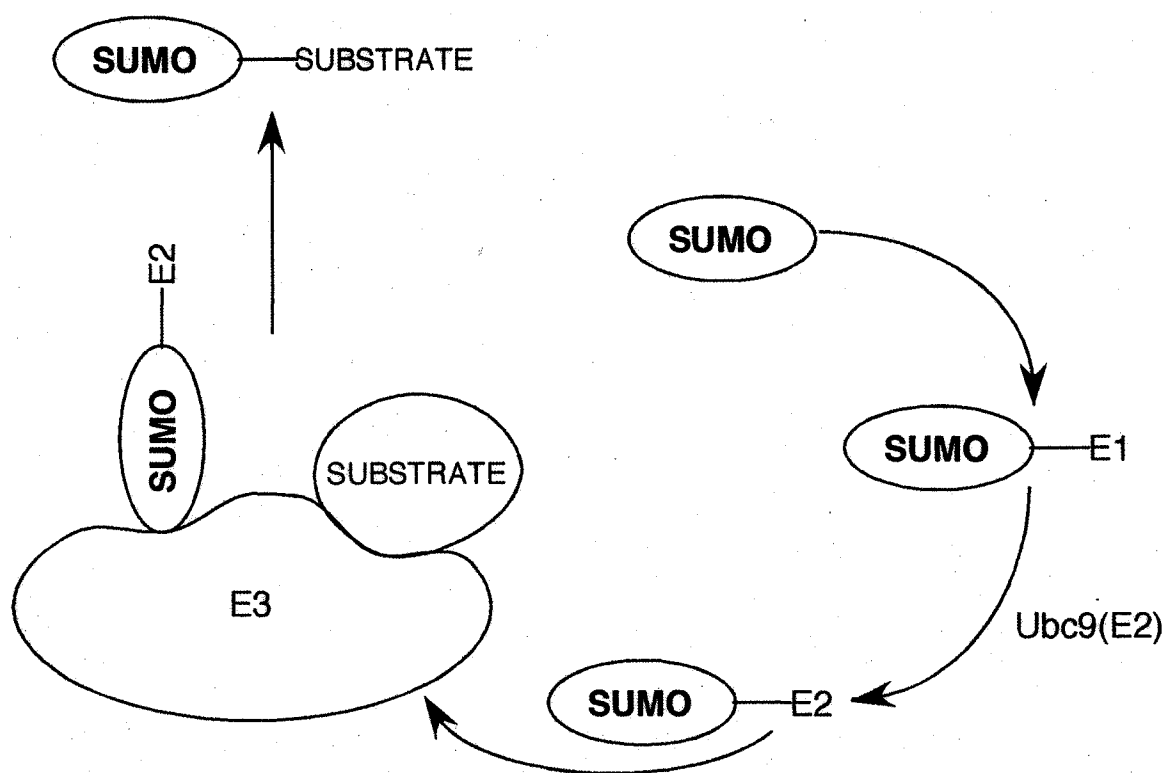 SUMO SUBSTRATE
SUMO
E2
SUMO E1
SUMO
SUBSTRATE
E3
Ubc9(E2)
SUMO E2